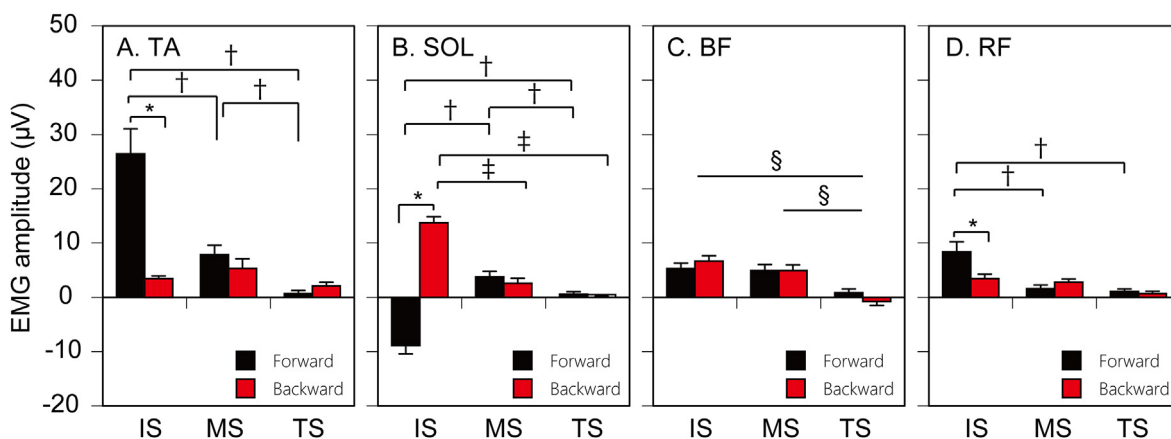 EMG amplitude (µV)
50
40
30
20
10
0
-10
-20
A. TA
†
†
†
*
Forward
Backward
IS MS TS
B. SOL
†
†
†
‡
‡
*
Forward
Backward
IS MS TS
C. BF
§
§
Forward
Backward
IS MS TS
D. RF
†
†
*
Forward
Backward
IS MS TS